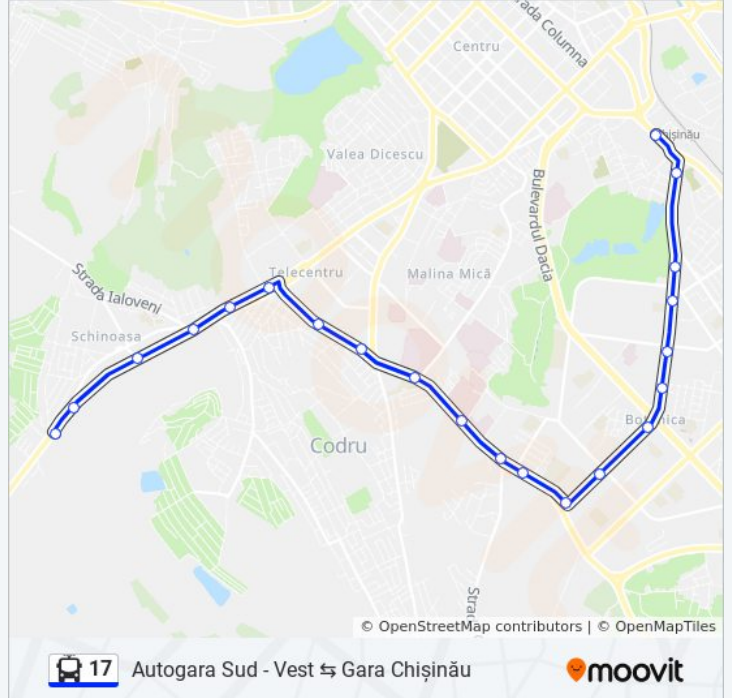 Strada Columna
Centru
Chișinău
Valea Dicescu
Bulevardul Dacia
Telecentru
Malina Mică
Strada Ialoveni
Schinoasa
Botanica
Codru
Strad
© OpenStreetMap contributors | © OpenMapTiles
17 Autogara Sud - Vest ⇆ Gara Chișinău
moovit